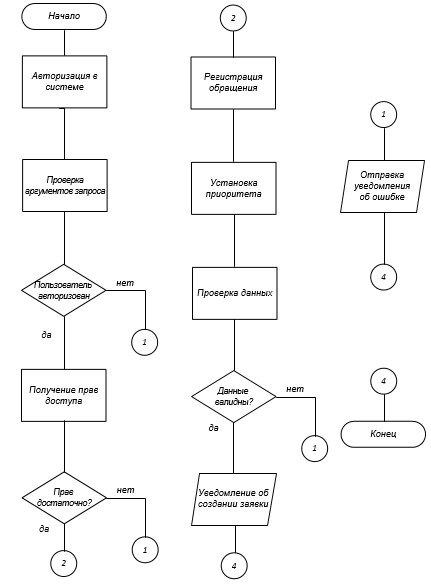 Начало
Авторизация в
системе
Проверка
аргументов запроса
Пользователь
авторизован
нет
да
1
Получение прав
доступа
Прав
достаточно?
нет
да
1
2
2
Регистрация
обращения
Установка
приоритета
Проверка данных
Данные
валидны?
нет
да
1
Уведомление об
создании заявки
4
1
Отправка
уведомления
об ошибке
4
4
Конец